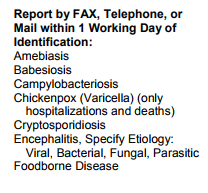 Report by FAX, Telephone, or
Mail within 1 Working Day of
Identification:
Amebiasis
Babesiosis
Campylobacteriosis
Chickenpox (Varicella) (only
hospitalizations and deaths)
Cryptosporidiosis
Encephalitis, Specify Etiology:
Viral, Bacterial, Fungal, Parasitic
Foodborne Disease